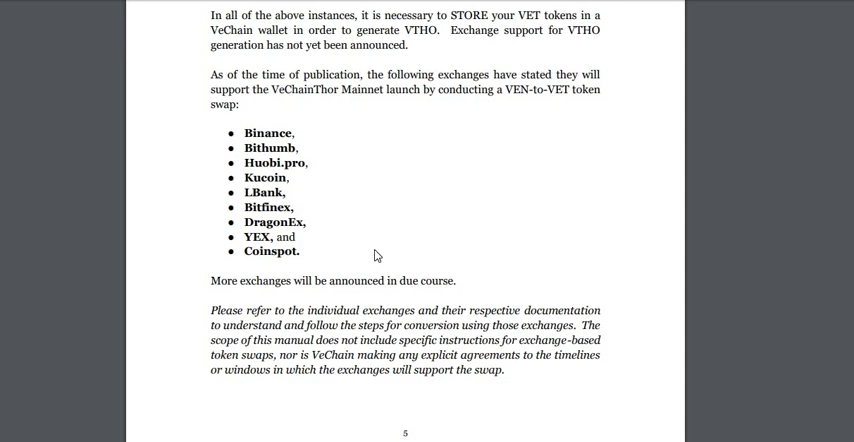 In all of the above instances, it is necessary to STORE your VET tokens in a
VeChain wallet in order to generate VTHO. Exchange support for VTHO
generation has not yet been announced.
As of the time of publication, the following exchanges have stated they will
support the VeChainThor Mainnet launch by conducting a VEN-to-VET token
swap:
● Binance,
● Bithumb,
● Huobi.pro,
● Kucoin,
● LBank,
● Bitfinex,
● DragonEx,
● YEX, and
● Coinspot.
More exchanges will be announced in due course.
Please refer to the individual exchanges and their respective documentation
to understand and follow the steps for conversion using those exchanges. The
scope of this manual does not include specific instructions for exchange-based
token swaps, nor is VeChain making any explicit agreements to the timelines
or windows in which the exchanges will support the swap.
5